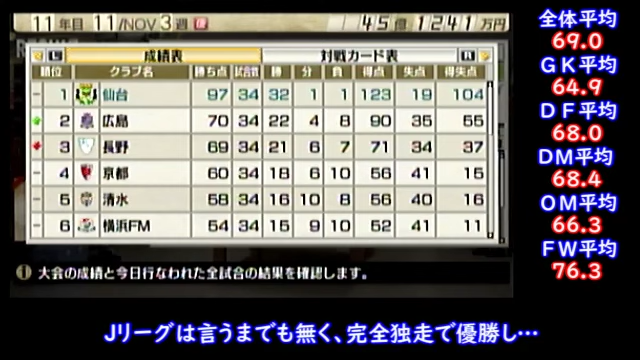 11年目 11/NOV 3週
45億1241万円
L 成績表 対戦カード表 R
順位 クラブ名 勝ち点 試合数 勝 分 負 得点 失点 得失点
1 仙台 97 34 32 1 1 123 19 104
2 広島 70 34 22 4 8 90 35 55
3 長野 69 34 21 6 7 71 34 37
4 京都 60 34 18 6 10 56 41 15
5 清水 58 34 16 10 8 56 40 16
6 横浜FM 54 34 15 9 10 52 41 11
大会の成績と今日行なわれた全試合の結果を確認します。
全体平均
69.0
GK平均
64.9
DF平均
68.0
DM平均
68.4
OM平均
66.3
FW平均
76.3
Jリーグは言うまでも無く、完全独走で優勝し…